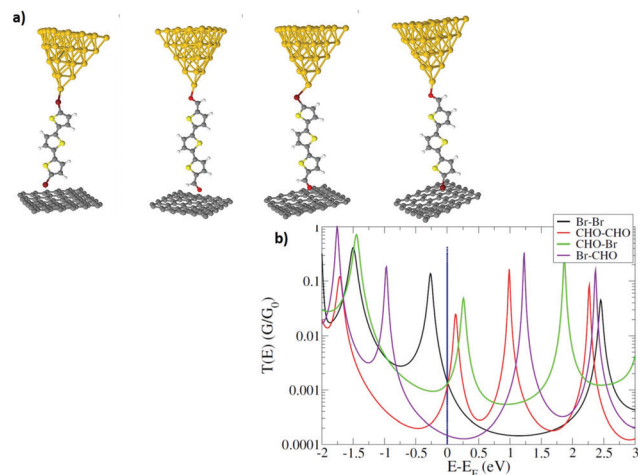 a)
b)
Br-Br
CHO-CHO
CHO-Br
Br-CHO
T(E) (G/G0)
1
0.1
0.01
0.001
0.0001
-2 -1.5 -1 -0.5 0 0.5 1 1.5 2 2.5 3
E-EF (eV)